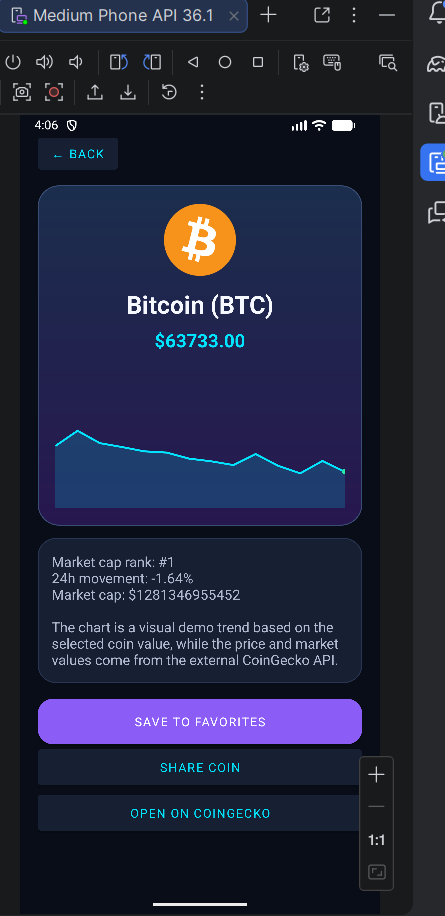 Medium Phone API 36.1
4:06
← BACK
Bitcoin (BTC)
$63733.00
Market cap rank: #1
24h movement: -1.64%
Market cap: $1281346955452
The chart is a visual demo trend based on the
selected coin value, while the price and market
values come from the external CoinGecko API.
SAVE TO FAVORITES
SHARE COIN
OPEN ON COINGECKO
1:1